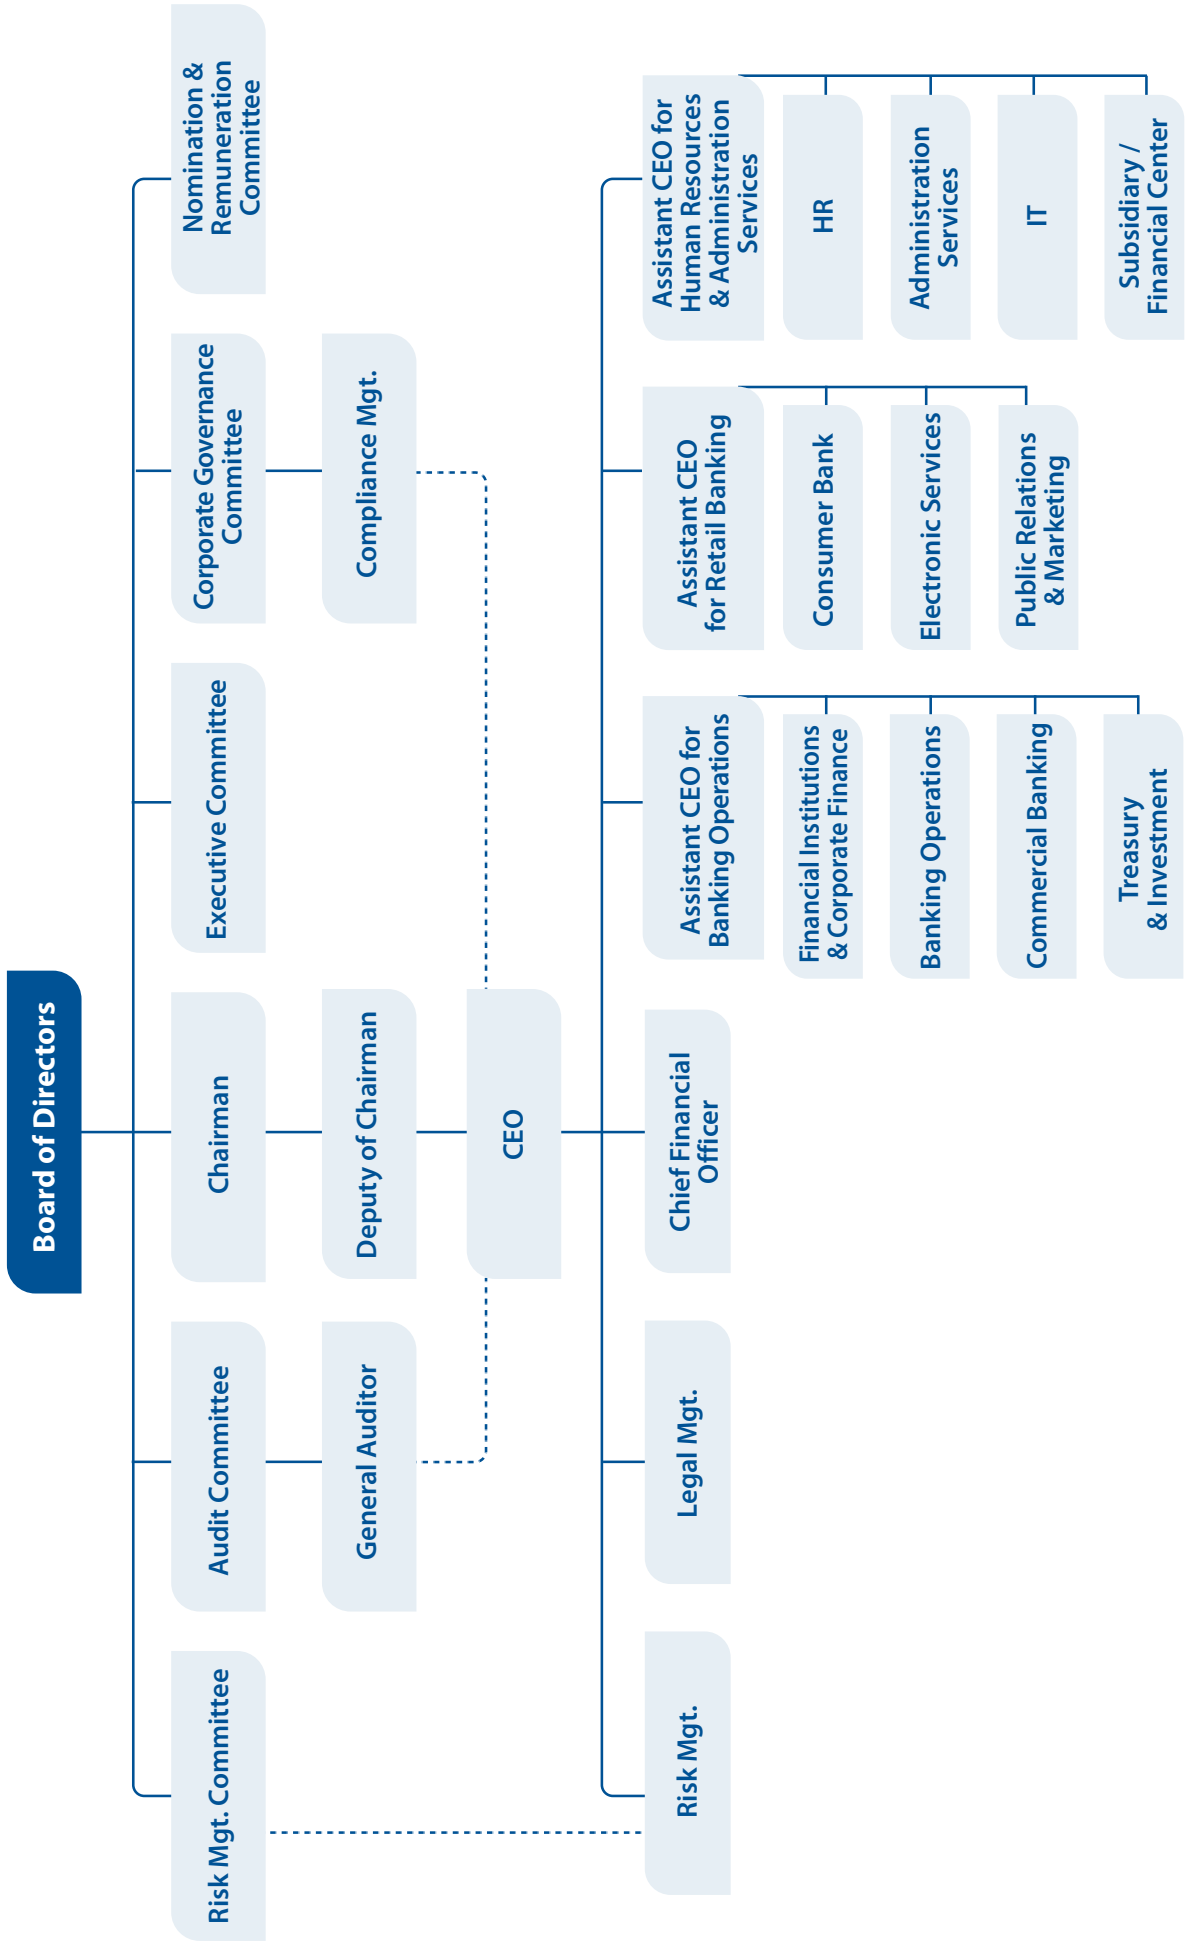 Board of Directors
Risk Mgt. Committee
Audit Committee
Chairman
Executive Committee
Corporate Governance
Committee
Nomination &
Remuneration
Committee
General Auditor
Deputy of Chairman
Compliance Mgt.
CEO
Risk Mgt.
Legal Mgt.
Chief Financial
Officer
Assistant CEO for
Banking Operations
Financial Institutions
& Corporate Finance
Banking Operations
Commercial Banking
Treasury
& Investment
Assistant CEO
for Retail Banking
Consumer Bank
Electronic Services
Public Relations
& Marketing
Assistant CEO for
Human Resources
& Administration
Services
HR
Administration
Services
IT
Subsidiary /
Financial Center